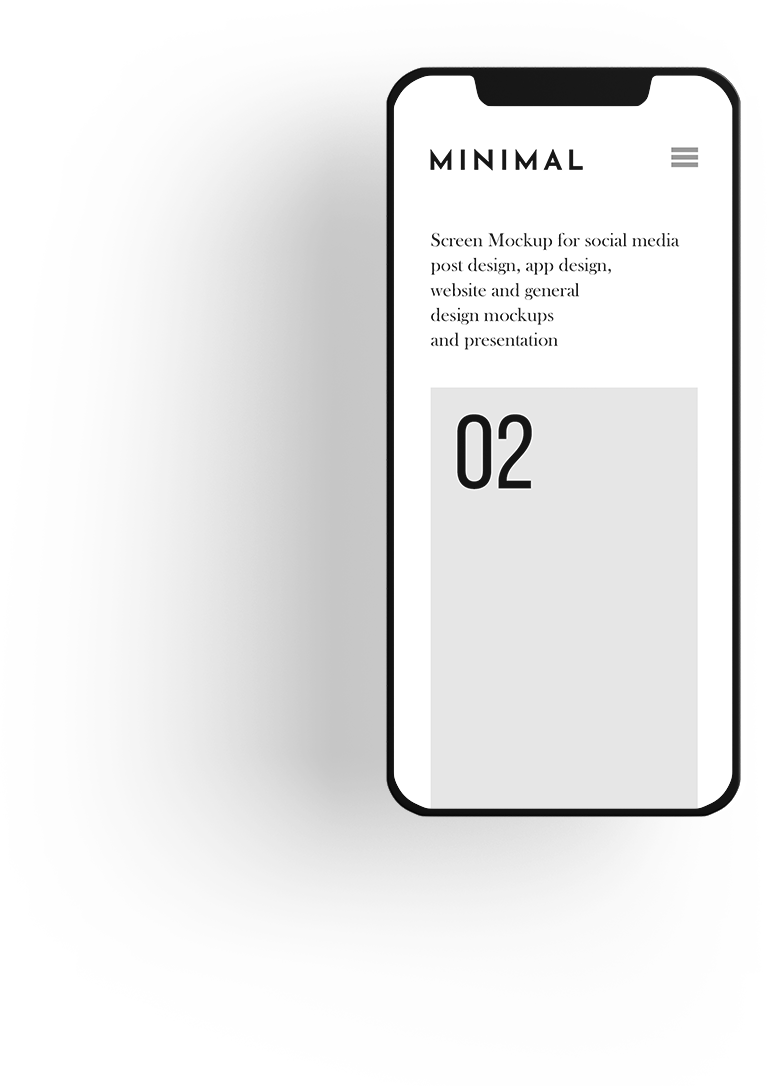 MINIMAL
Screen Mockup for social media
post design, app design,
website and general
design mockups
and presentation
02